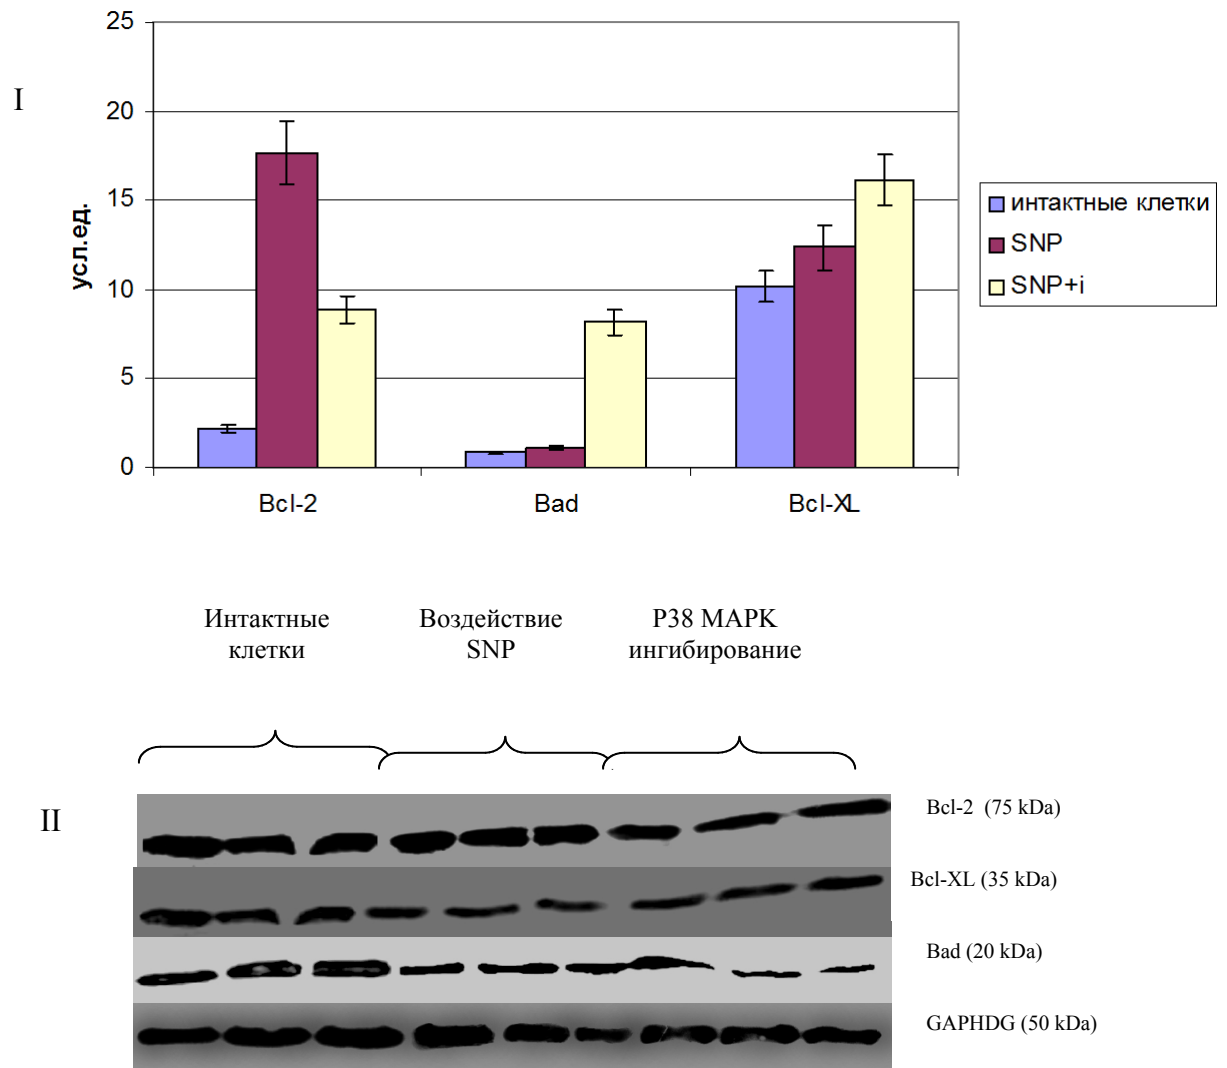 I
25
20
15
10
5
0
усл.ед.
Bcl-2
Bad
Bcl-XL
интактные клетки
SNP
SNP+i
Интактные
клетки
Воздействие
SNP
P38 MAPK
ингибирование
II
Bcl-2 (75 kDa)
Bcl-XL (35 kDa)
Bad (20 kDa)
GAPHDG (50 kDa)